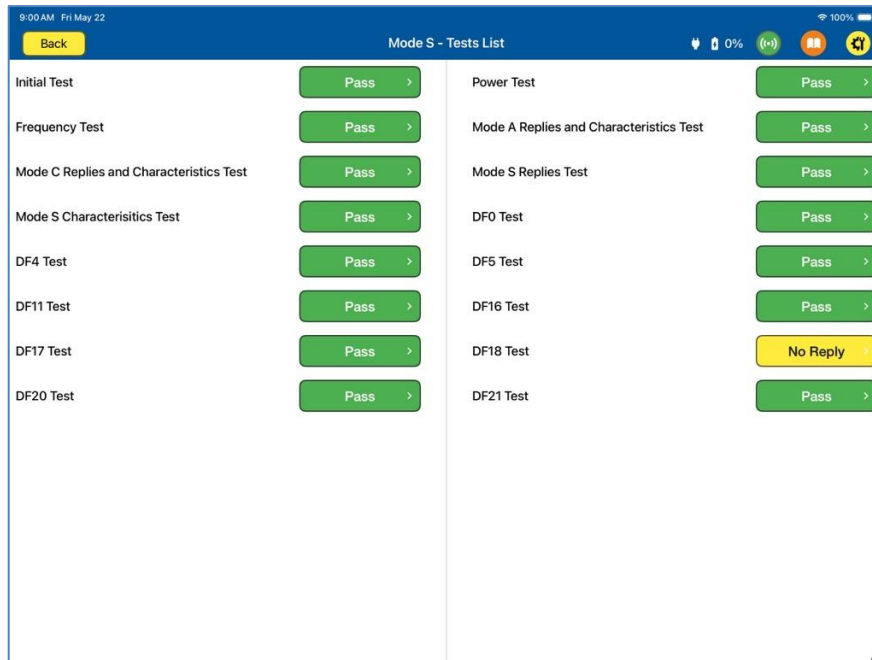 9:00 AM Fri May 22 100%
Back Mode S - Tests List 0%
Initial Test Pass Power Test Pass
Frequency Test Pass Mode A Replies and Characteristics Test Pass
Mode C Replies and Characteristics Test Pass Mode S Replies Test Pass
Mode S Characterisitics Test Pass DF0 Test Pass
DF4 Test Pass DF5 Test Pass
DF11 Test Pass DF16 Test Pass
DF17 Test Pass DF18 Test No Reply
DF20 Test Pass DF21 Test Pass